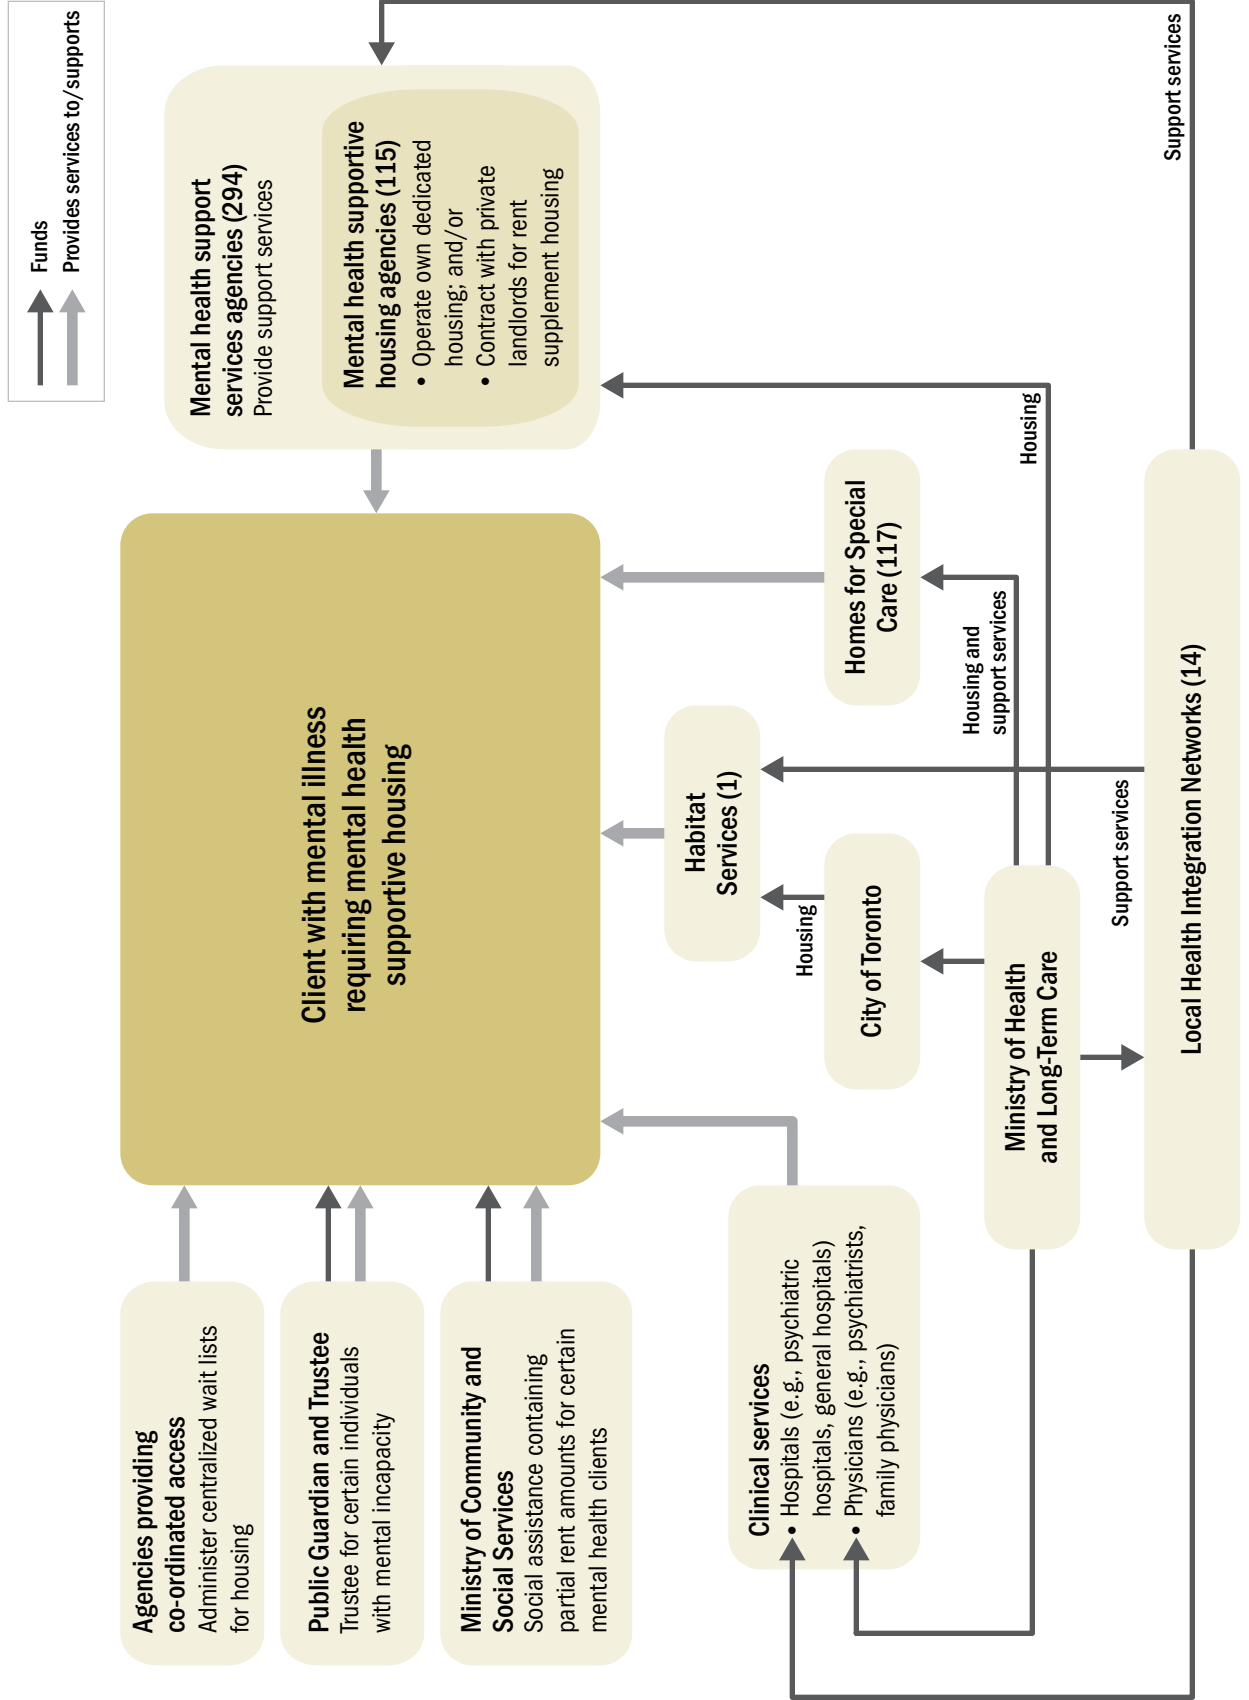 Funds
Provides services to/supports
Agencies providing
co-ordinated access
Administer centralized wait lists
for housing
Public Guardian and Trustee
Trustee for certain individuals
with mental incapacity
Ministry of Community and
Social Services
Social assistance containing
partial rent amounts for certain
mental health clients
Client with mental illness
requiring mental health
supportive housing
Mental health support
services agencies (294)
Provide support services
Mental health supportive
housing agencies (115)
• Operate own dedicated
housing; and/or
• Contract with private
landlords for rent
supplement housing
Clinical services
• Hospitals (e.g., psychiatric
hospitals, general hospitals)
• Physicians (e.g., psychiatrists,
family physicians)
Habitat
Services (1)
Housing
City of Toronto
Homes for Special
Care (117)
Housing and
support services
Housing
Ministry of Health
and Long-Term Care
Support services
Support services
Local Health Integration Networks (14)